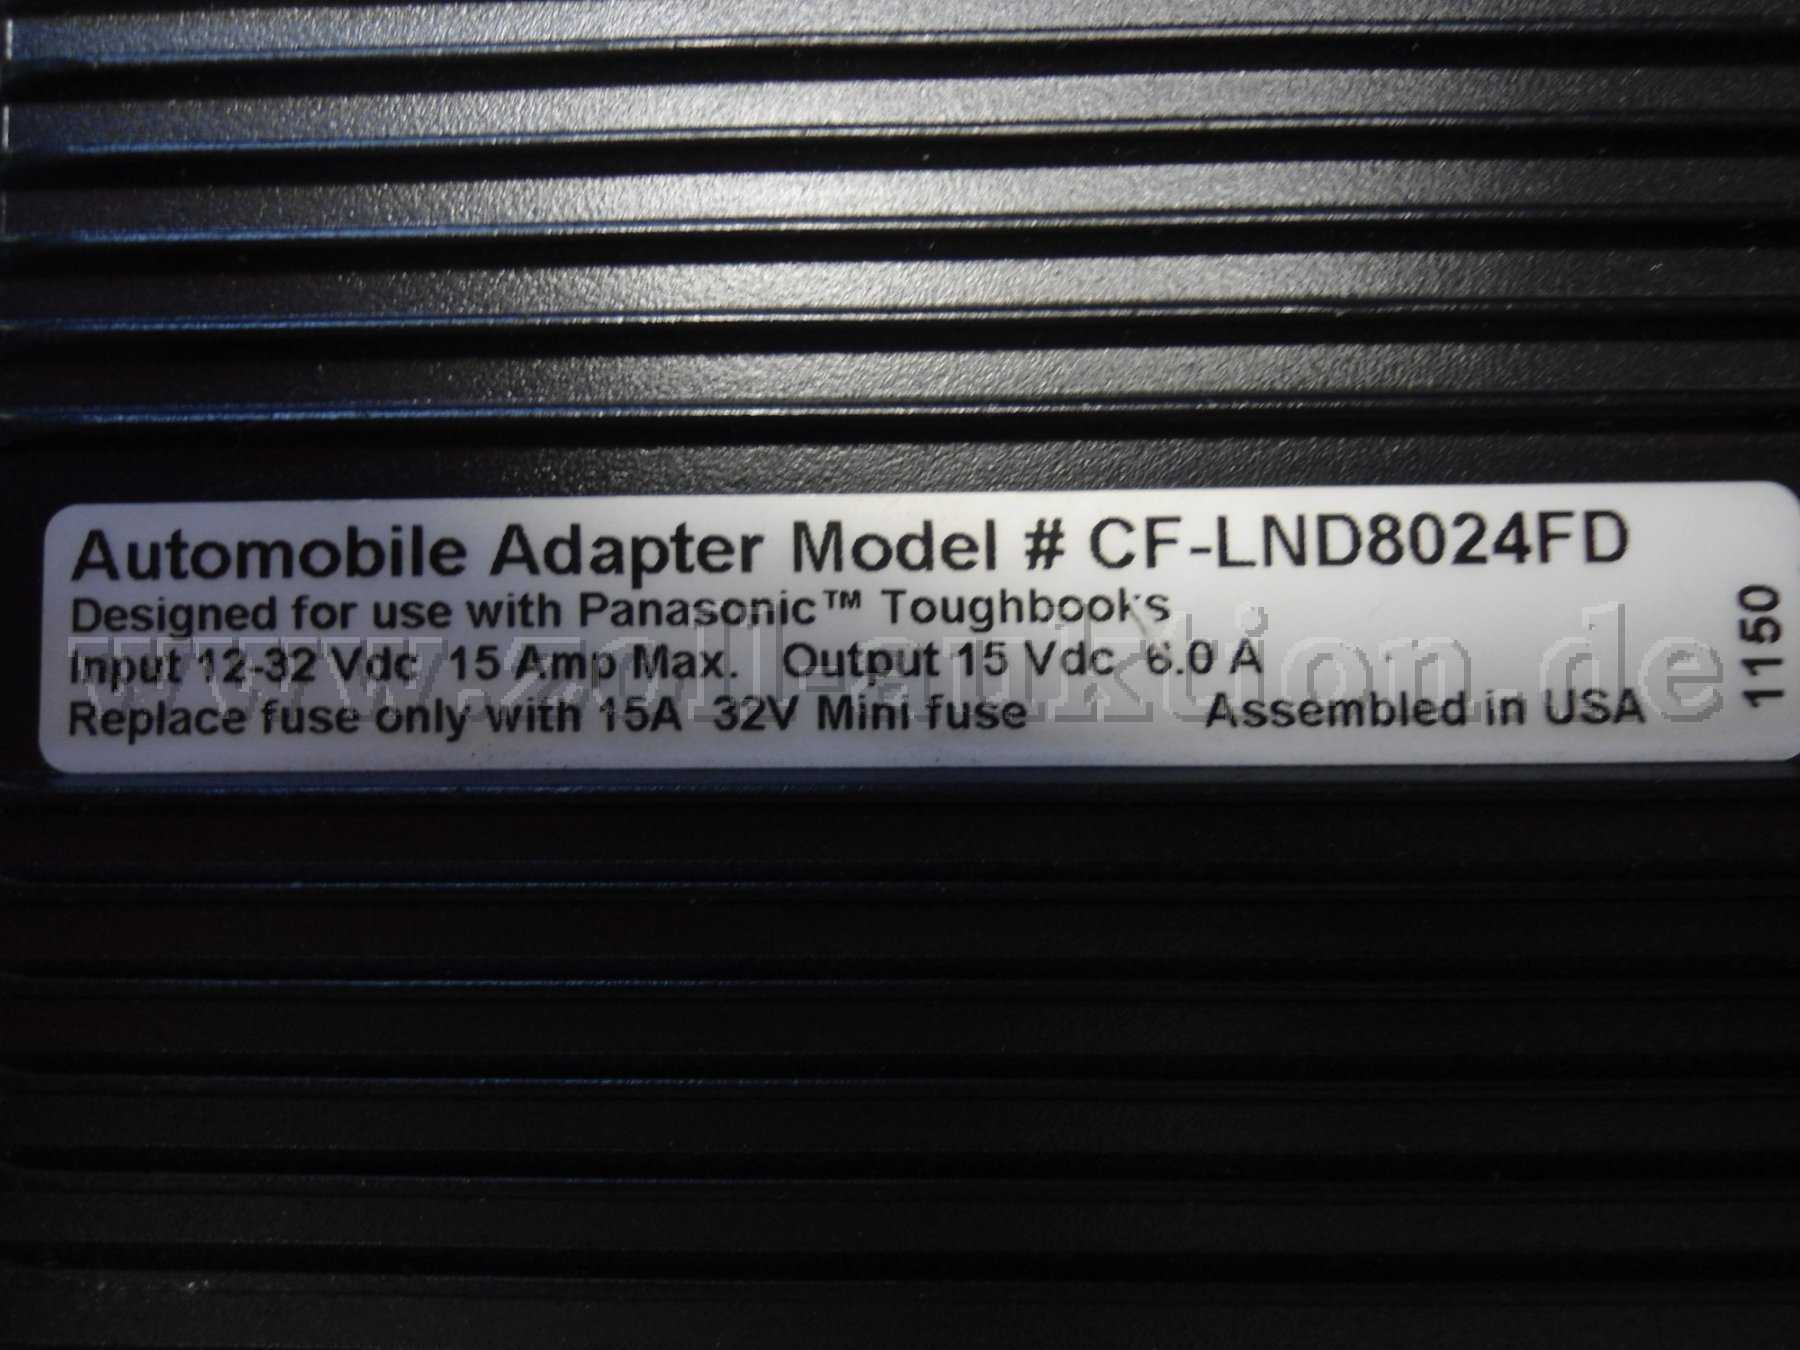 Automobile Adapter Model # CF-LND8024FD
Designed for use with Panasonic™ Toughbooks
Input 12-32 Vdc 15 Amp Max. Output 15 Vdc 6.0 A
Replace fuse only with 15A 32V Mini fuse Assembled in USA
1150
www.zoll-auktion.de